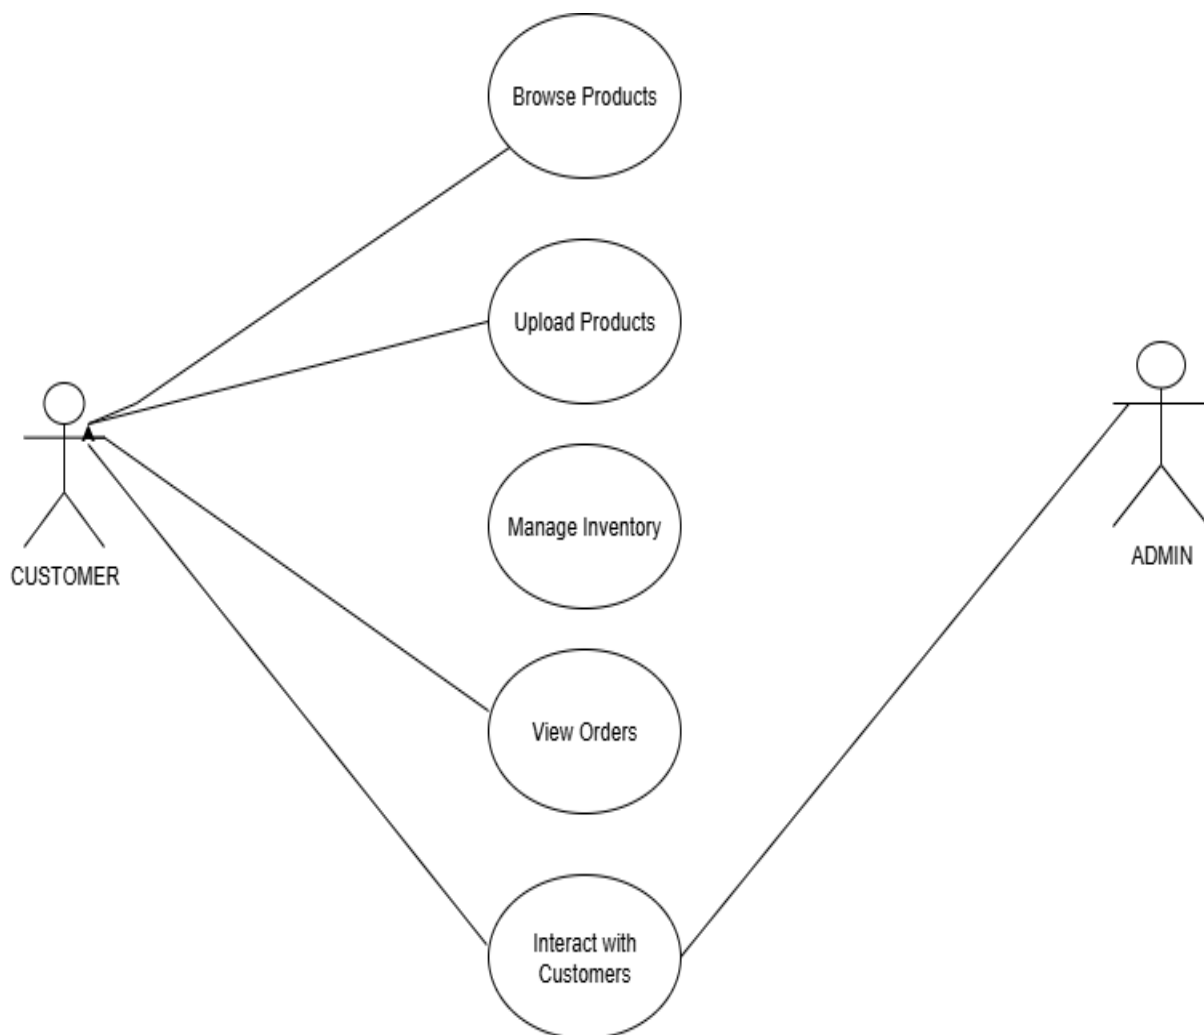 Browse Products
Upload Products
Manage Inventory
CUSTOMER
ADMIN
View Orders
Interact with
Customers